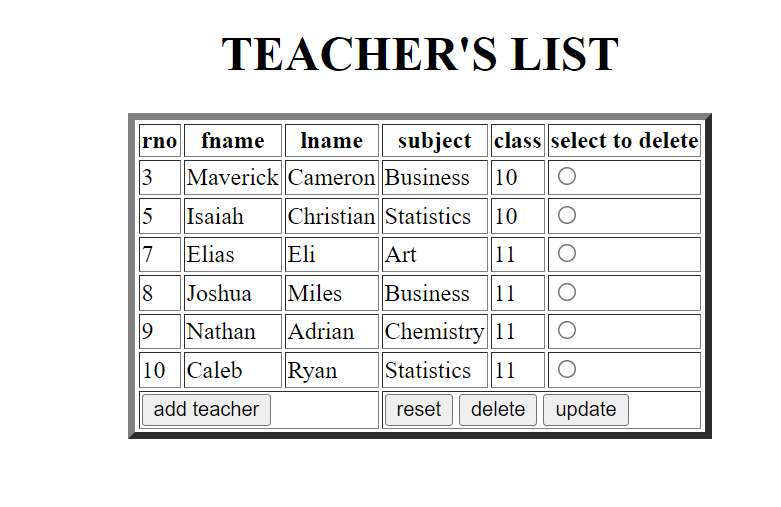 TEACHER'S LIST
rno fname lname subject class select to delete
3 Maverick Cameron Business 10
5 Isaiah Christian Statistics 10
7 Elias Eli Art 11
8 Joshua Miles Business 11
9 Nathan Adrian Chemistry 11
10 Caleb Ryan Statistics 11
add teacher reset delete update